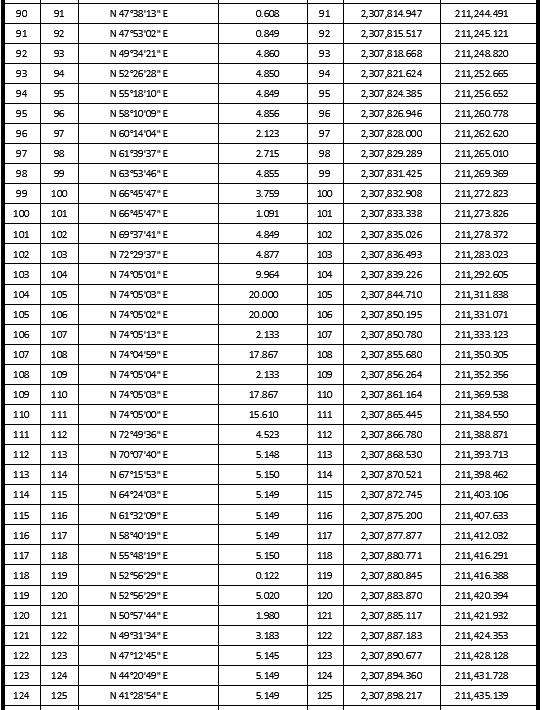 90 91 N 47°38'13" E 0.608 91 2,307,814.947 211,244.491
91 92 N 47°53'02" E 0.849 92 2,307,815.517 211,245.121
92 93 N 49°34'21" E 4.860 93 2,307,818.668 211,248.820
93 94 N 52°26'28" E 4.850 94 2,307,821.624 211,252.665
94 95 N 55°18'10" E 4.849 95 2,307,824.385 211,256.652
95 96 N 58°10'09" E 4.856 96 2,307,826.946 211,260.778
96 97 N 60°14'04" E 2.123 97 2,307,828.000 211,262.620
97 98 N 61°39'37" E 2.715 98 2,307,829.289 211,265.010
98 99 N 63°53'46" E 4.855 99 2,307,831.425 211,269.369
99 100 N 66°45'47" E 3.759 100 2,307,832.908 211,272.823
100 101 N 66°45'47" E 1.091 101 2,307,833.338 211,273.826
101 102 N 69°37'41" E 4.849 102 2,307,835.026 211,278.372
102 103 N 72°29'37" E 4.877 103 2,307,836.493 211,283.023
103 104 N 74°05'01" E 9.964 104 2,307,839.226 211,292.605
104 105 N 74°05'03" E 20.000 105 2,307,844.710 211,311.838
105 106 N 74°05'02" E 20.000 106 2,307,850.195 211,331.071
106 107 N 74°05'13" E 2.133 107 2,307,850.780 211,333.123
107 108 N 74°04'59" E 17.867 108 2,307,855.680 211,350.305
108 109 N 74°05'04" E 2.133 109 2,307,856.264 211,352.356
109 110 N 74°05'03" E 17.867 110 2,307,861.164 211,369.538
110 111 N 74°05'00" E 15.610 111 2,307,865.445 211,384.550
111 112 N 72°49'36" E 4.523 112 2,307,866.780 211,388.871
112 113 N 70°07'40" E 5.148 113 2,307,868.530 211,393.713
113 114 N 67°15'53" E 5.150 114 2,307,870.521 211,398.462
114 115 N 64°24'03" E 5.149 115 2,307,872.745 211,403.106
115 116 N 61°32'09" E 5.149 116 2,307,875.200 211,407.633
116 117 N 58°40'19" E 5.149 117 2,307,877.877 211,412.032
117 118 N 55°48'19" E 5.150 118 2,307,880.771 211,416.291
118 119 N 52°56'29" E 0.122 119 2,307,880.845 211,416.388
119 120 N 52°56'29" E 5.020 120 2,307,883.870 211,420.394
120 121 N 50°57'44" E 1.980 121 2,307,885.117 211,421.932
121 122 N 49°31'34" E 3.183 122 2,307,887.183 211,424.353
122 123 N 47°12'45" E 5.145 123 2,307,890.677 211,428.128
123 124 N 44°20'49" E 5.149 124 2,307,894.360 211,431.728
124 125 N 41°28'54" E 5.149 125 2,307,898.217 211,435.139